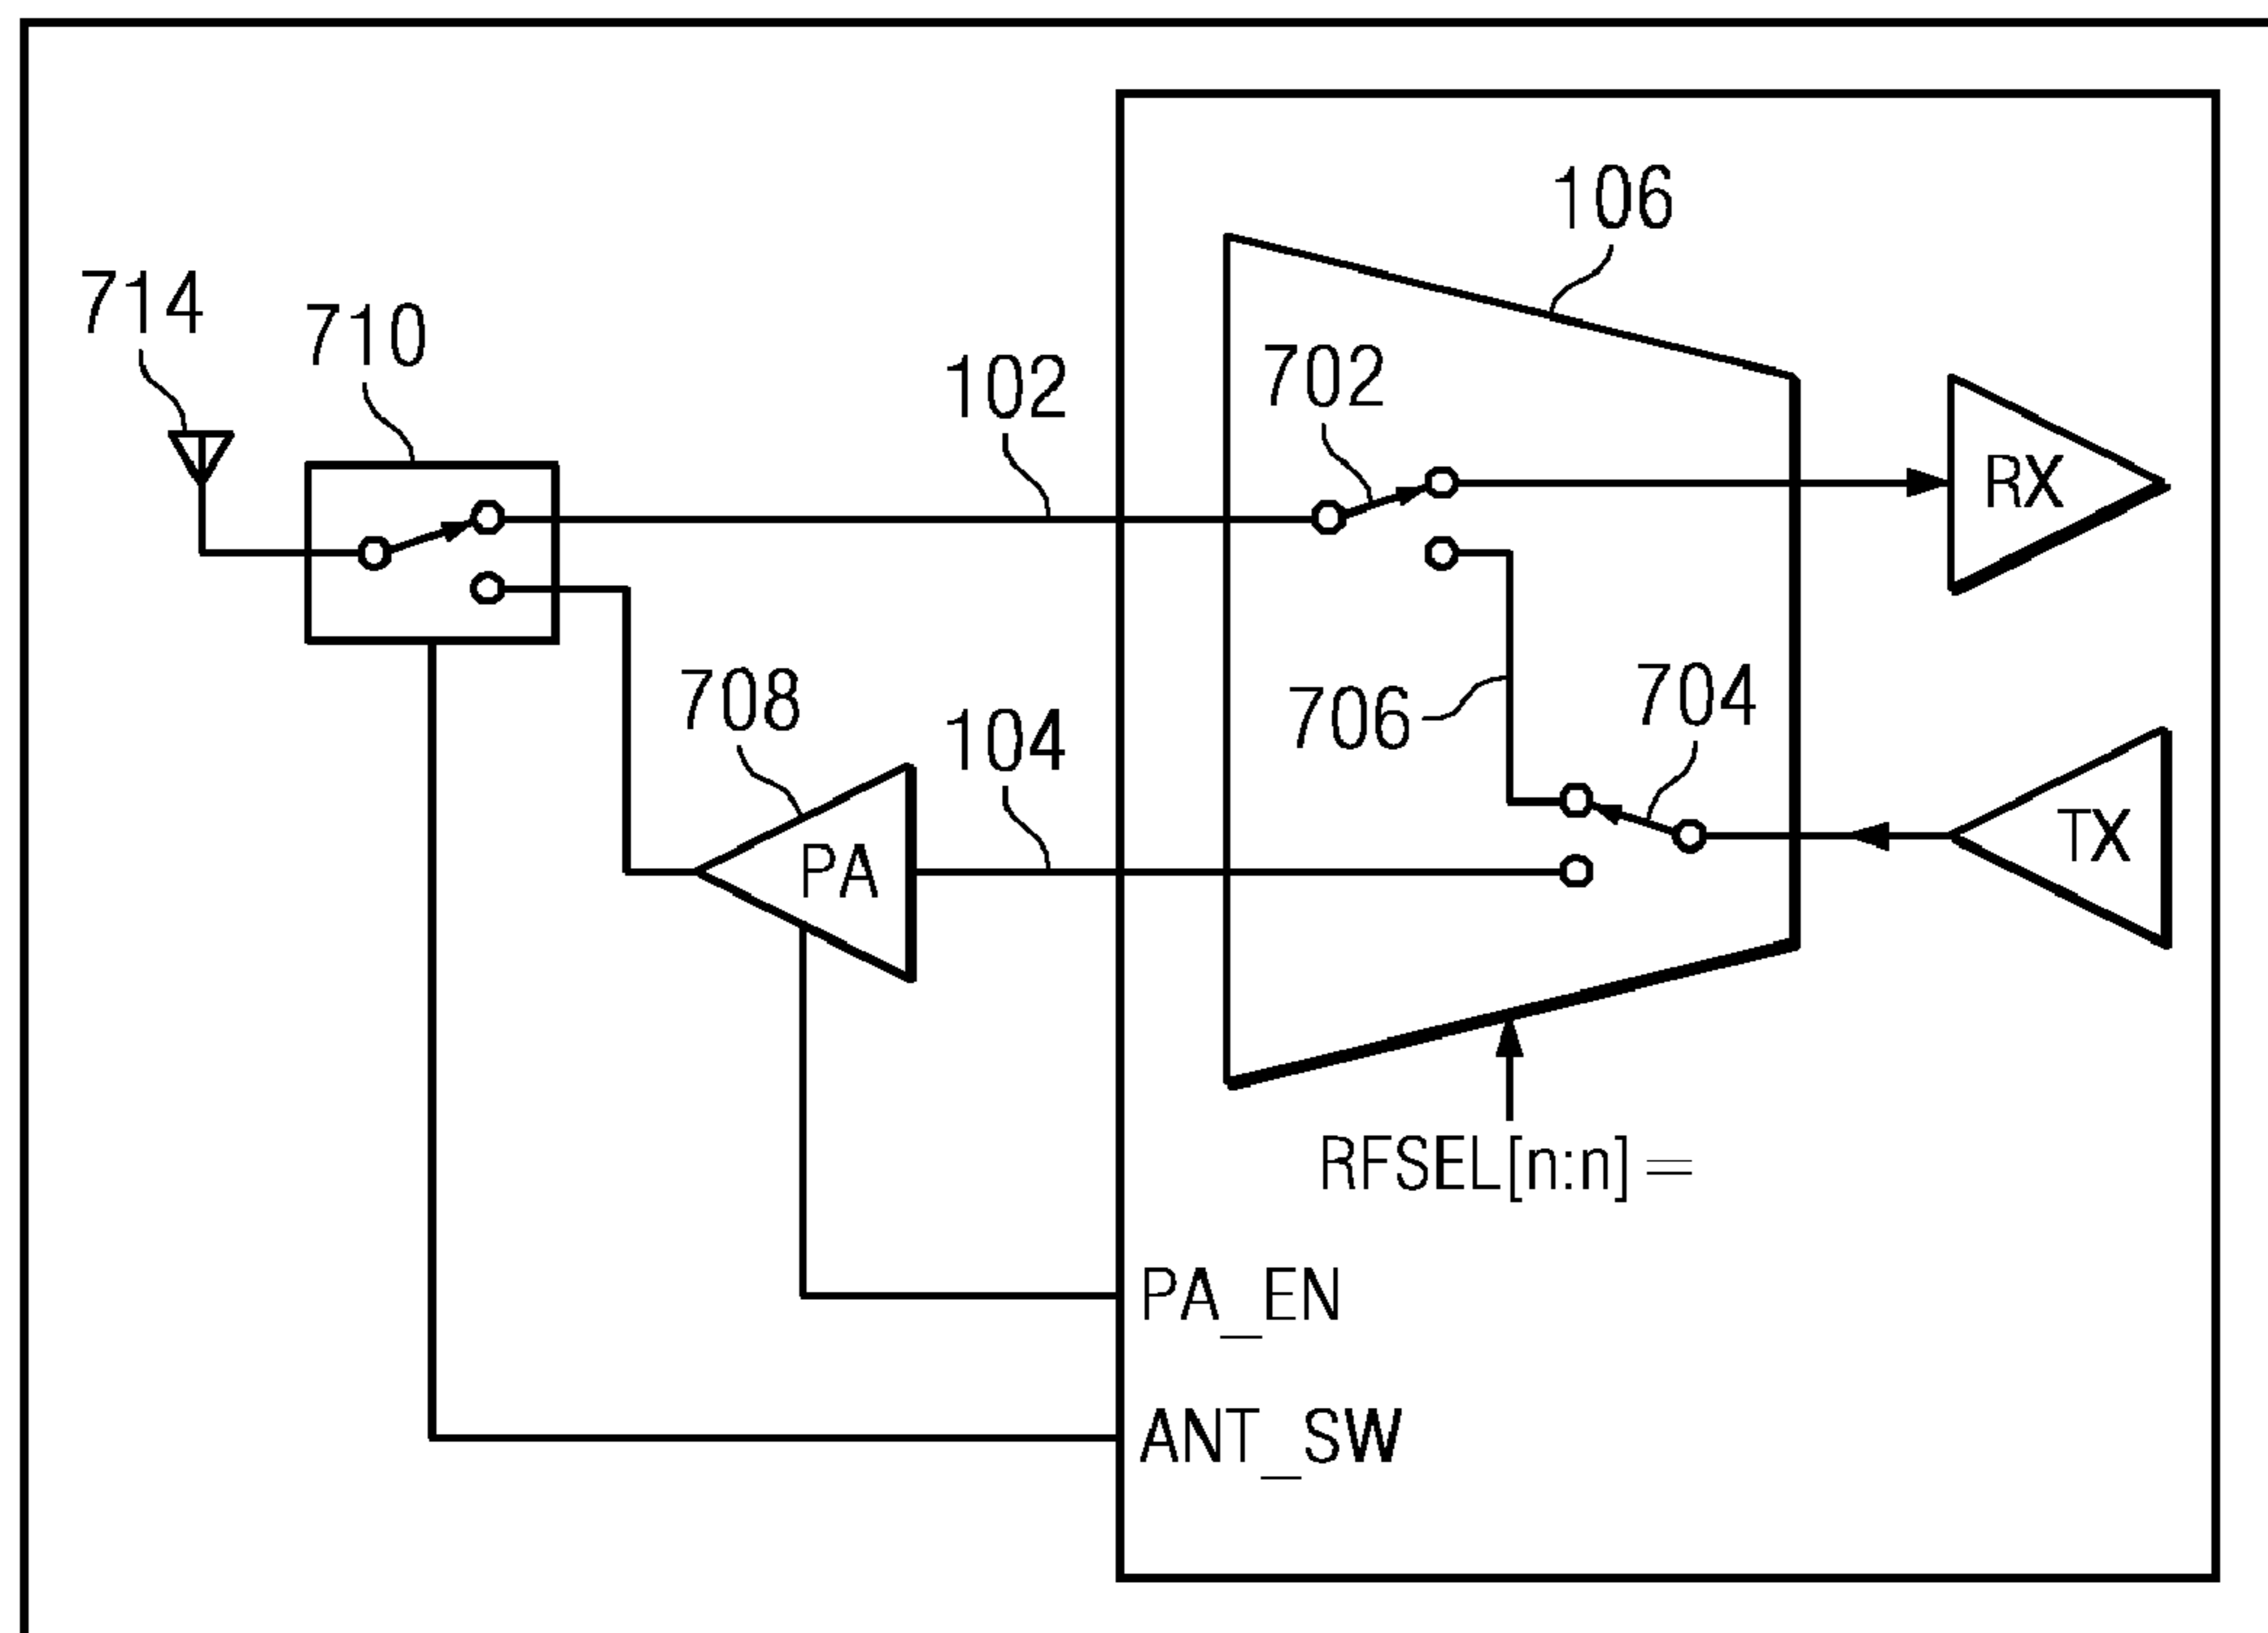 106
714
710
102
702
RX
708
104
706
704
PA
TX
RFSEL[n:n]=
PA_EN
ANT_SW